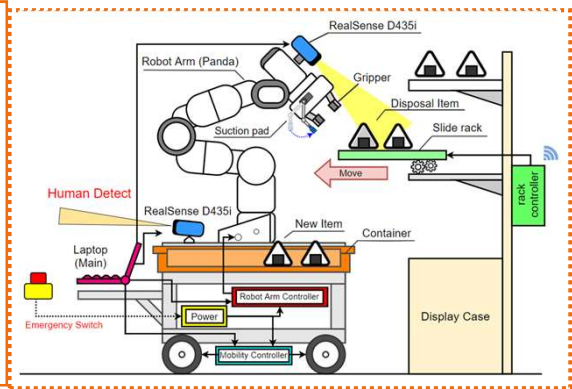 RealSense D435i
Robot Arm (Panda)
Gripper
Disposal Item
Suction pad
Slide rack
Move
Human Detect
RealSense D435i
New Item
Container
rack
controller
Laptop
(Main)
Robot Arm Controller
Power
Emergency Switch
Display Case
Mobility Controller